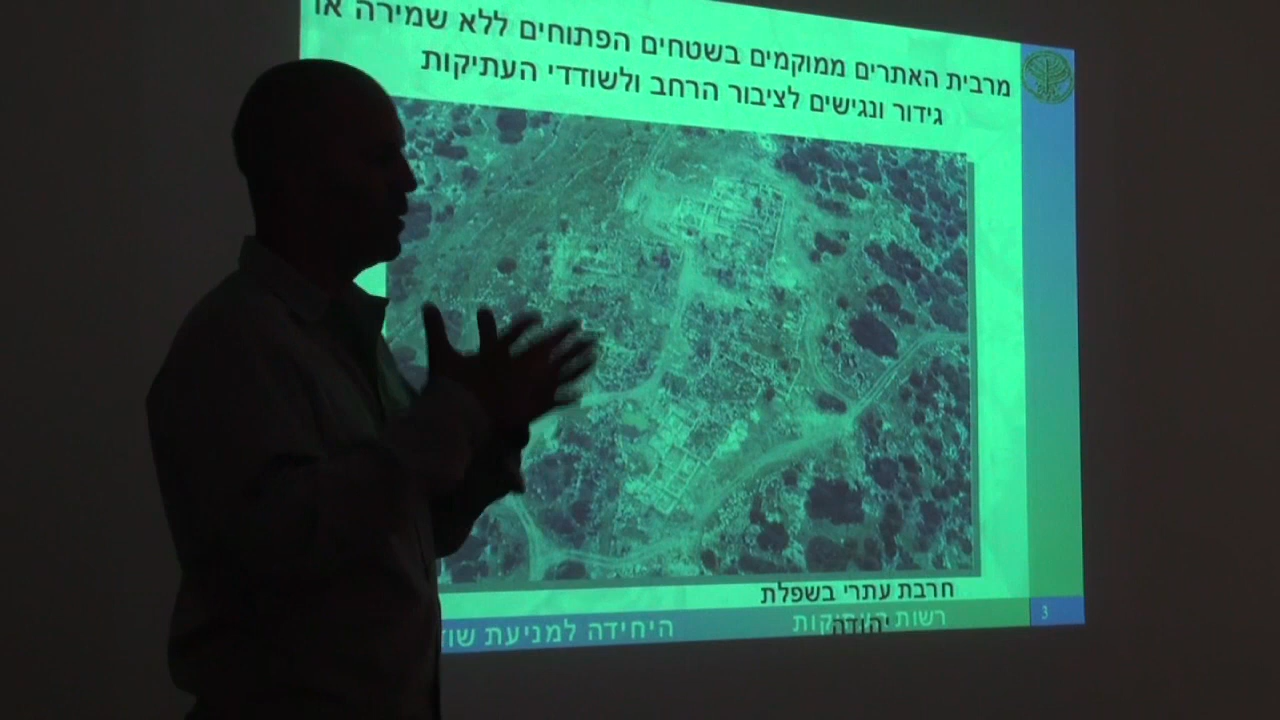 מרבית האתרים ממוקמים בשטחים הפתוחים ללא שמירה או
גידור ונגישים לציבור הרחב ולשודדי העתיקות
חרבת עתרי בשפלת
יהודה
רשות העתיקות
היחידה למניעת
3